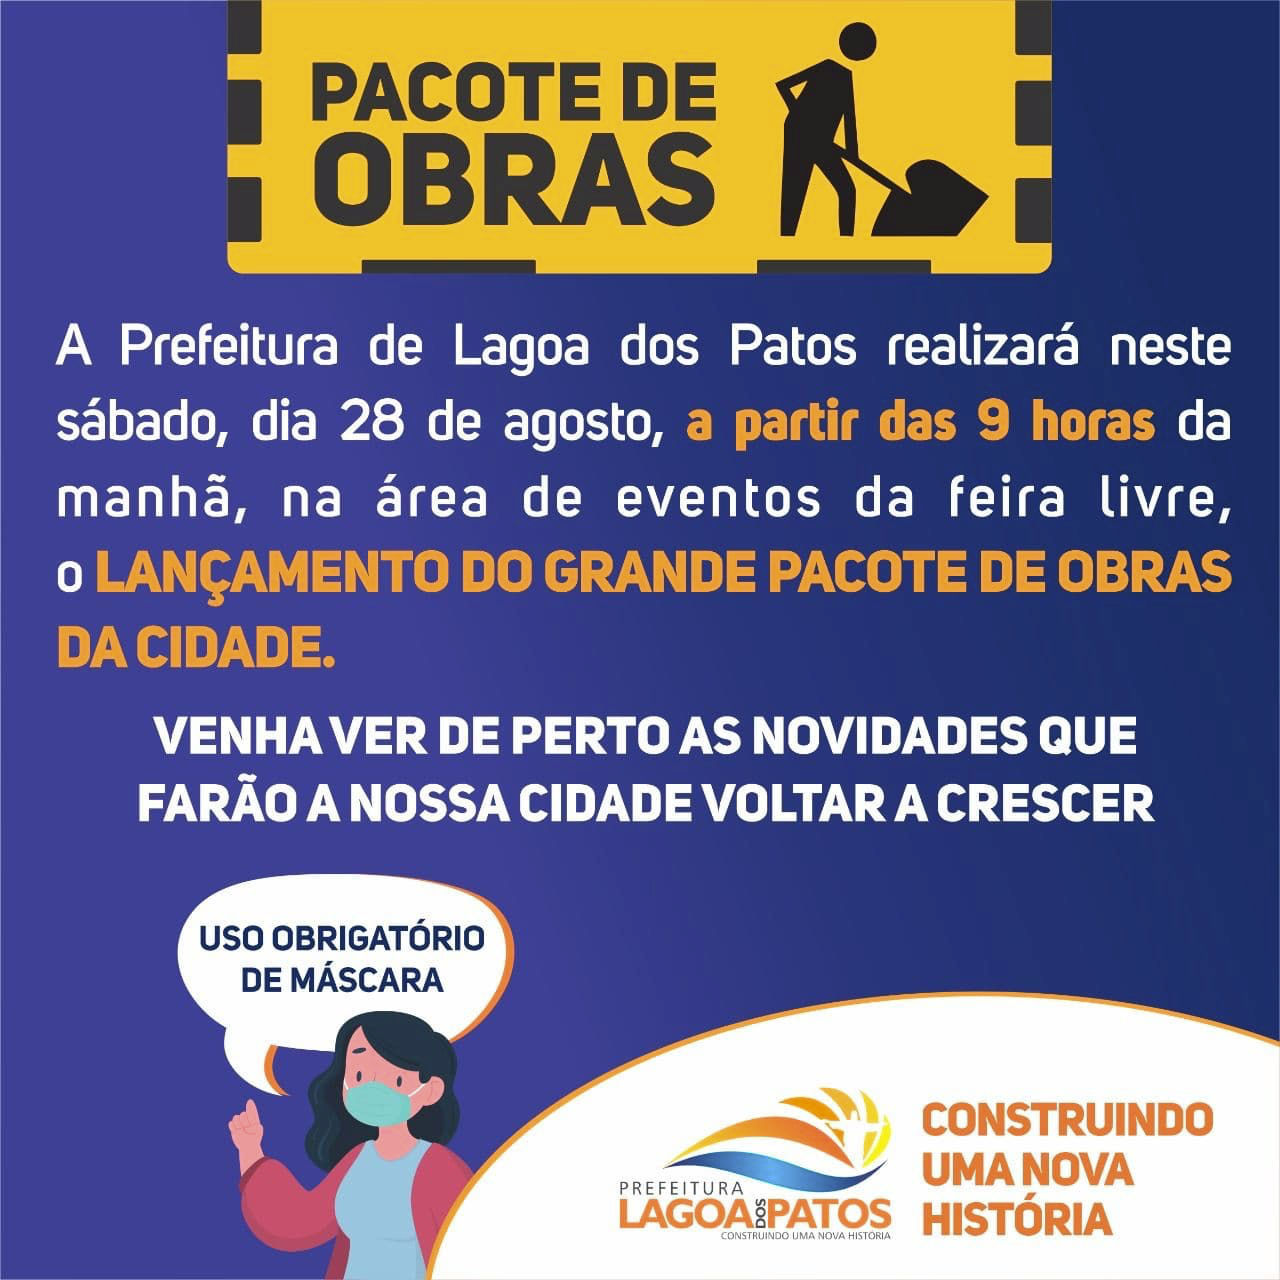 PACOTE DE
OBRAS
A Prefeitura de Lagoa dos Patos realizará neste
sábado, dia 28 de agosto, a partir das 9 horas da
manhã, na área de eventos da feira livre,
o LANÇAMENTO DO GRANDE PACOTE DE OBRAS
DA CIDADE.
VENHA VER DE PERTO AS NOVIDADES QUE
FARÃO A NOSSA CIDADE VOLTAR A CRESCER
USO OBRIGATÓRIO
DE MÁSCARA
PREFEITURA
LAGOA DOS PATOS
CONSTRUINDO UMA NOVA HISTÓRIA
CONSTRUINDO
UMA NOVA
HISTÓRIA